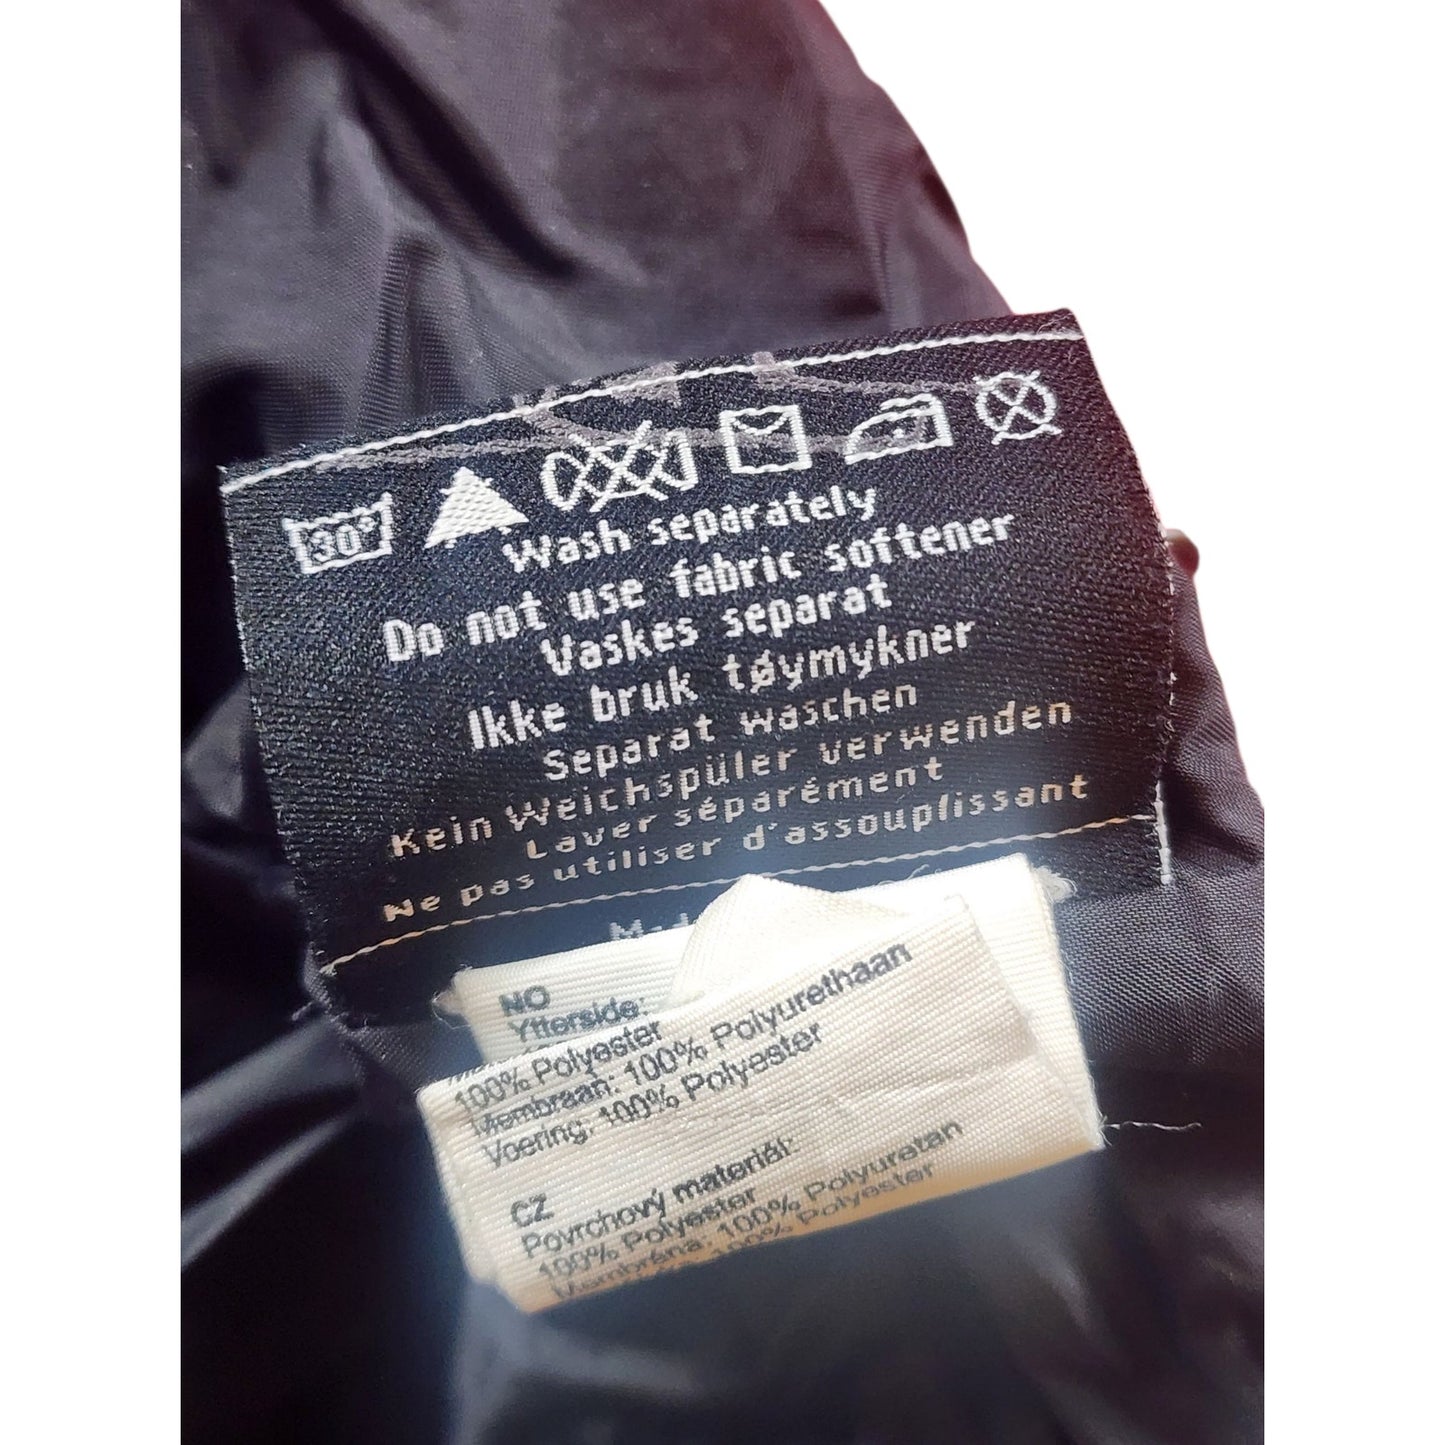 30°
Wash separately
Do not use fabric softener
Vaskes separat
Ikke bruk tøymykner
Separat waschen
Kein Weichspüler verwenden
Laver séparément
Ne pas utiliser d'assouplissant
NO
Ytterside:
100% Polyester
Membraan: 100% Polyurethaan
Voering: 100% Polyester
CZ
Povrchový materiál:
100% Polyester
Membrána: 100% Polyuretan
100% Polyester